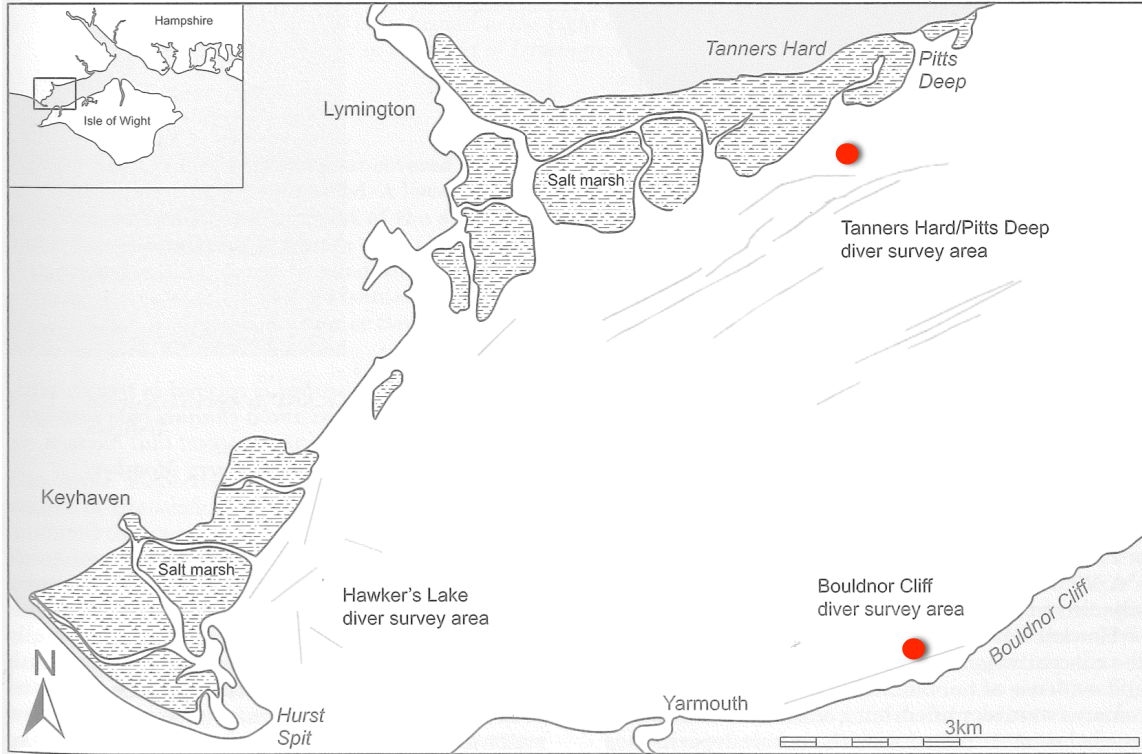 Hampshire
Isle of Wight
Lymington
Tanners Hard
Pitts
Deep
Salt marsh
Tanners Hard/Pitts Deep
diver survey area
Keyhaven
Salt marsh
Hawker's Lake
diver survey area
Bouldnor Cliff
diver survey area
Bouldnor Cliff
N
Hurst
Spit
Yarmouth
3km